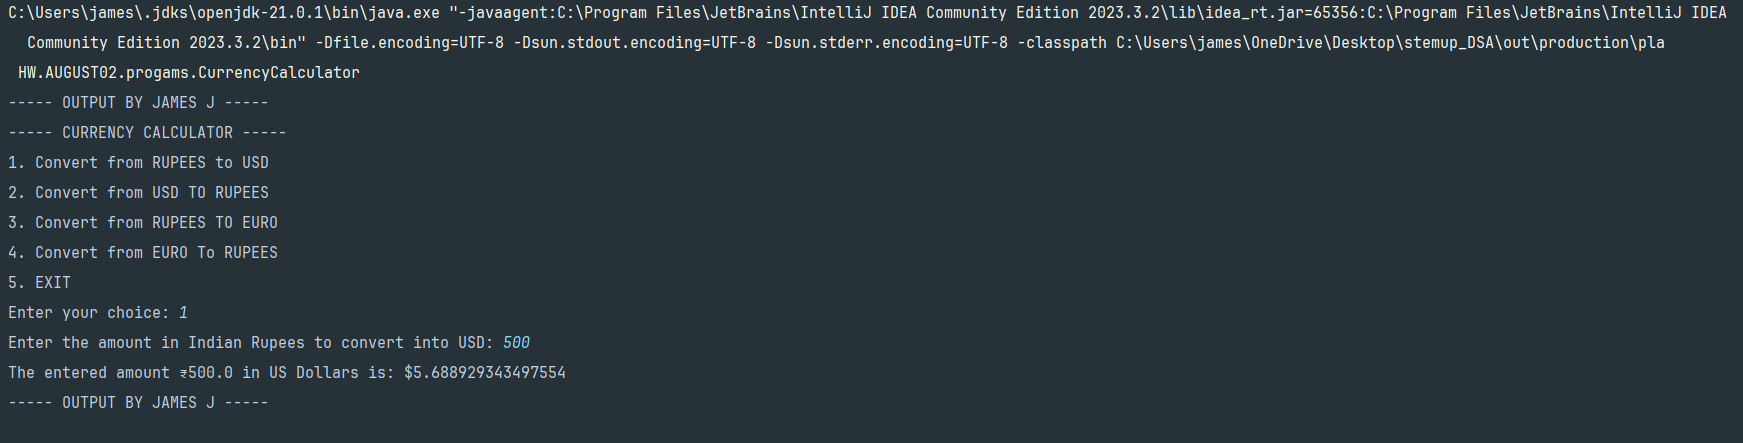 C:\Users\james\.jdks\openjdk-21.0.1\bin\java.exe "-javaagent:C:\Program Files\JetBrains\IntelliJ IDEA Community Edition 2023.3.2\lib\idea_rt.jar=65356:C:\Program Files\JetBrains\IntelliJ IDEA
Community Edition 2023.3.2\bin" -Dfile.encoding=UTF-8 -Dsun.stdout.encoding=UTF-8 -Dsun.stderr.encoding=UTF-8 -classpath C:\Users\james\OneDrive\Desktop\stemup_DSA\out\production\pla
HW.AUGUST02.progams.CurrencyCalculator
----- OUTPUT BY JAMES J -----
----- CURRENCY CALCULATOR -----
1. Convert from RUPEES to USD
2. Convert from USD TO RUPEES
3. Convert from RUPEES TO EURO
4. Convert from EURO To RUPEES
5. EXIT
Enter your choice: 1
Enter the amount in Indian Rupees to convert into USD: 500
The entered amount ₹500.0 in US Dollars is: $5.688929343497554
----- OUTPUT BY JAMES J -----